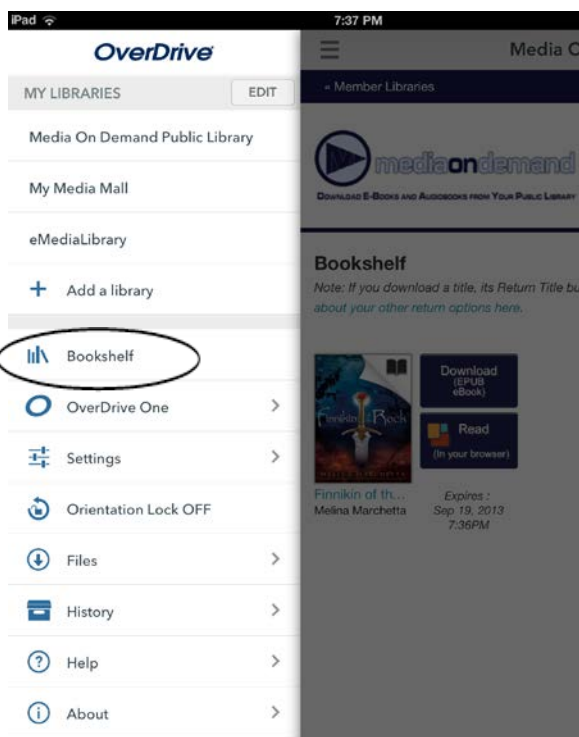 iPad
7:37 PM
OverDrive
MY LIBRARIES
EDIT
Media On Demand Public Library
My Media Mall
eMediaLibrary
+ Add a library
Bookshelf
OverDrive One >
Settings >
Orientation Lock OFF
Files >
History >
Help >
About >
Media O
« Member Libraries
mediaondemand
DOWNLOAD E-BOOKS AND AUDIOBOOKS FROM YOUR PUBLIC LIBRARY
Bookshelf
Note: If you download a title, its Return Title bu
about your other return options here.
Finnikin of the Rock
Download
(EPUB
eBook)
Read
(In your browser)
Finnikin of th...
Melina Marchetta
Expires :
Sep 19, 2013
7:36PM